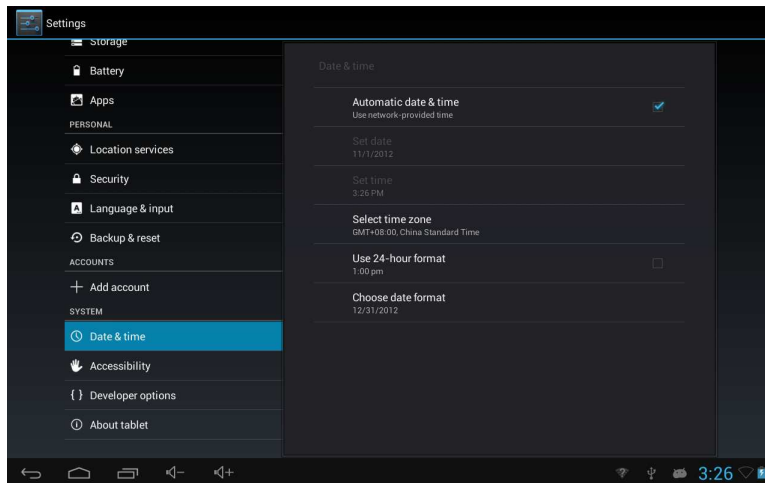 Settings
Storage
Battery
Apps
PERSONAL
Location services
Security
Language & input
Backup & reset
ACCOUNTS
Add account
SYSTEM
Date & time
Accessibility
{ } Developer options
About tablet
Date & time
Automatic date & time
Use network-provided time
Set date
11/1/2012
Set time
3:26 PM
Select time zone
GMT+08:00, China Standard Time
Use 24-hour format
1:00 pm
Choose date format
12/31/2012
3:26